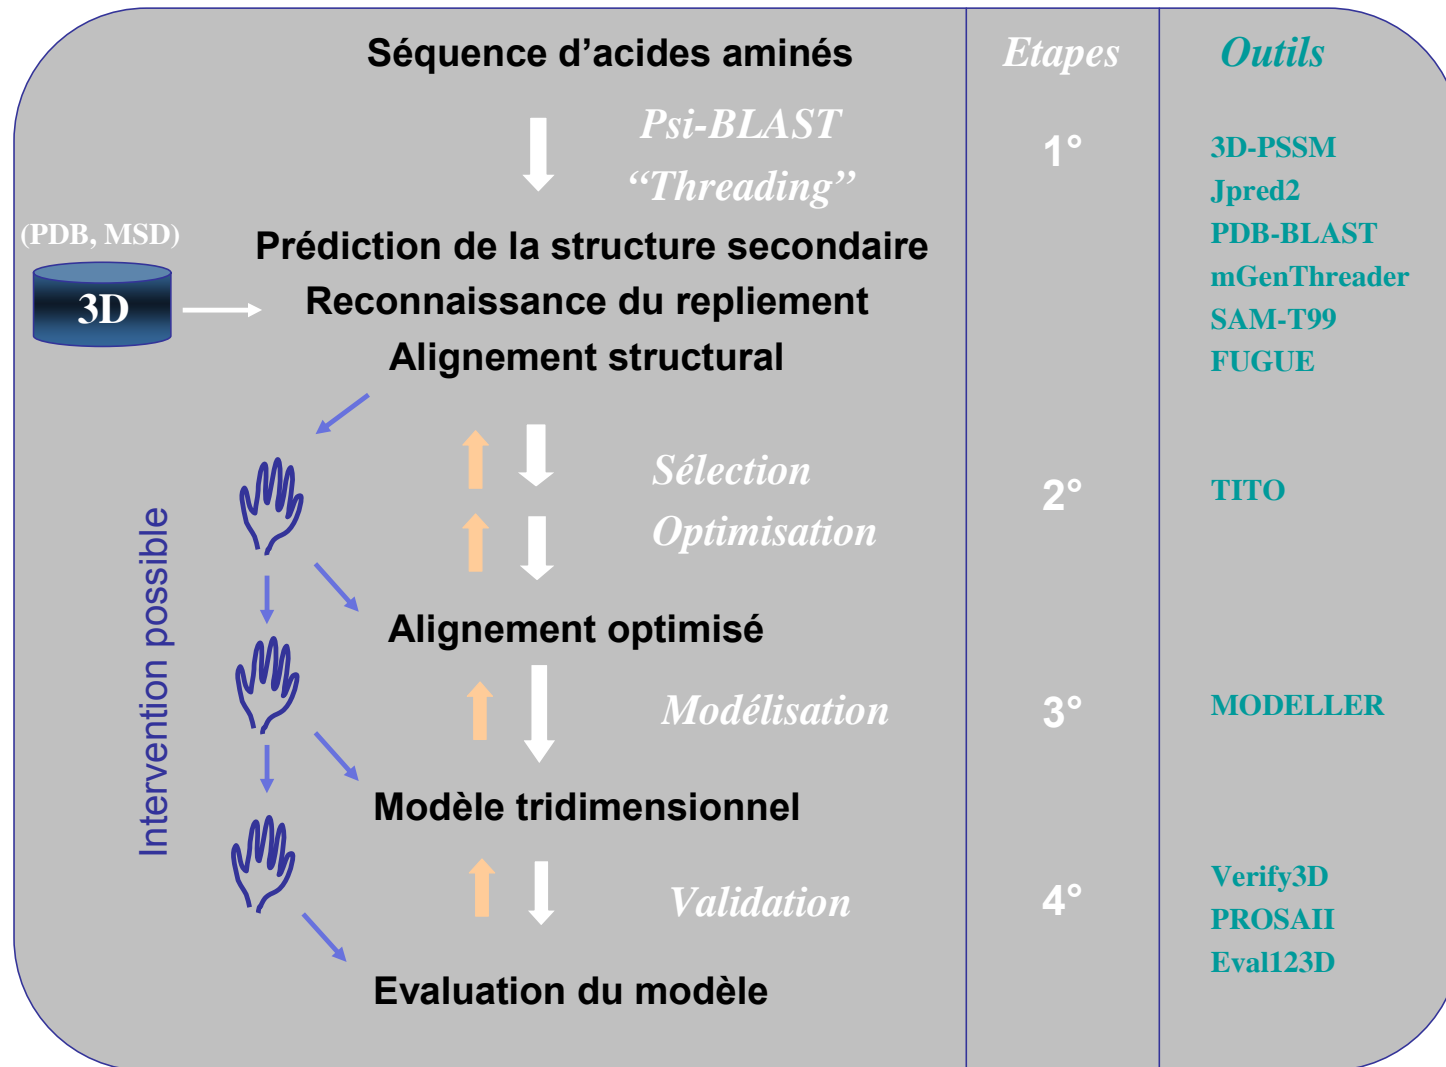 Séquence d’acides aminés
Etapes
Outils
Psi-BLAST
“Threading”
1°
3D-PSSM
Jpred2
PDB-BLAST
mGenThreader
SAM-T99
FUGUE
(PDB, MSD)
3D
Prédiction de la structure secondaire
Reconnaissance du repliement
Alignement structural
Sélection
Optimisation
2°
TITO
Intervention possible
Alignement optimisé
Modélisation
3°
MODELLER
Modèle tridimensionnel
Validation
4°
Verify3D
PROSAII
Eval123D
Evaluation du modèle